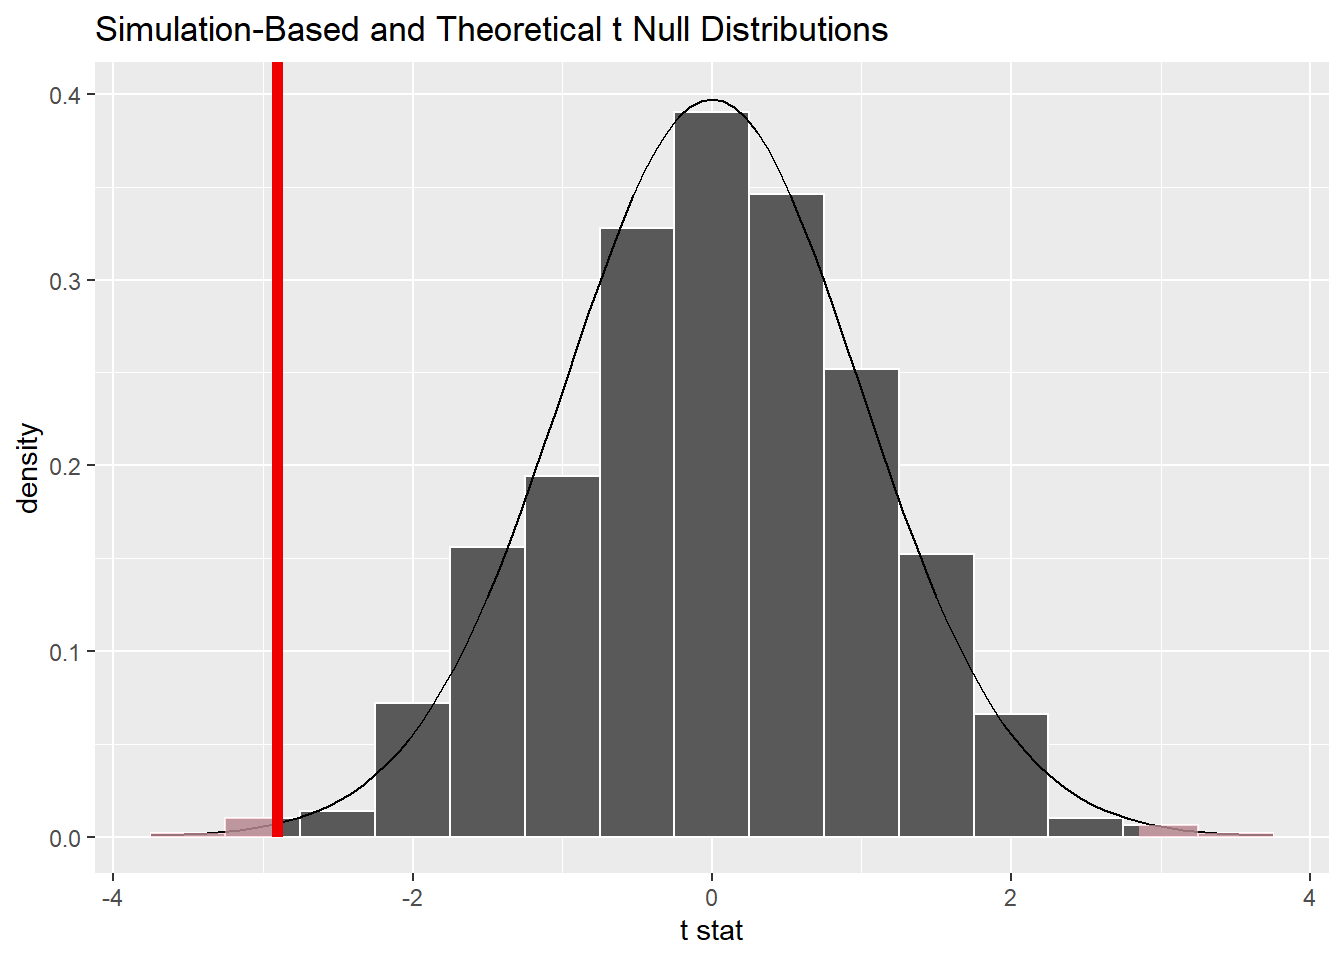 Simulation-Based and Theoretical t Null Distributions
0.4
0.3
0.2
0.1
0.0
density
-4 -2 0 2 4
t stat